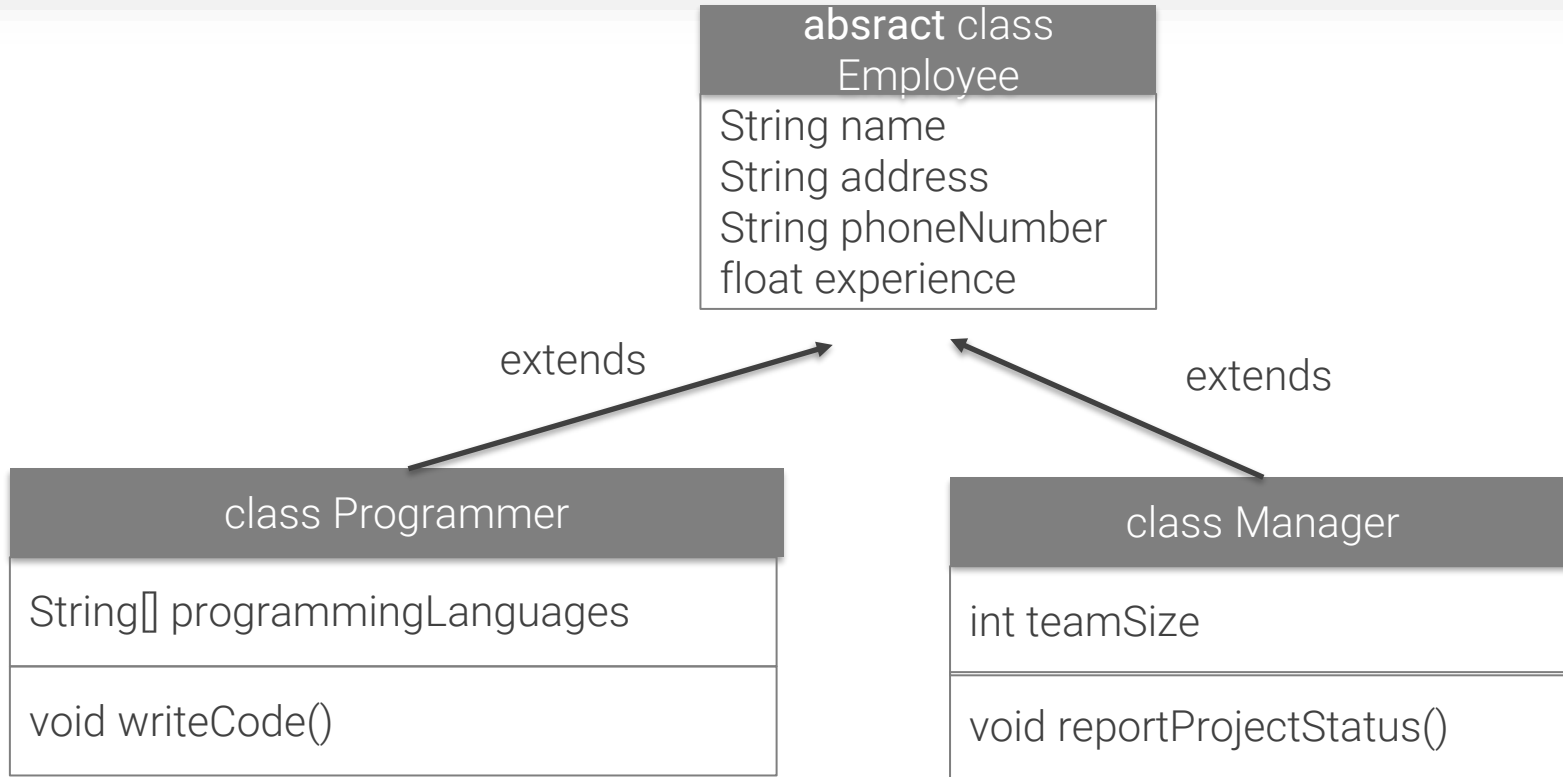 absract class
Employee
String name
String address
String phoneNumber
float experience
extends
extends
class Programmer
String[] programmingLanguages
void writeCode()
class Manager
int teamSize
void reportProjectStatus()